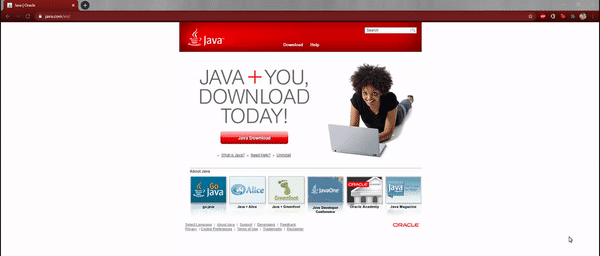 Java | Oracle
java.com/en/
Search
Java
Download Help
JAVA + YOU,
DOWNLOAD
TODAY!
Java Download
What is Java? Need Help? Uninstall
About Java
Go Java
Alice
Greenfoot
JavaOne
ORACLE
Java
go.java
Java + Alice
Java + Greenfoot
Java Developer
Conference
Oracle Academy
Java Magazine
Select Language | About Java | Support | Developers | Feedback
Privacy | Cookie Preferences | Terms of Use | Trademarks | Disclaimer
ORACLE